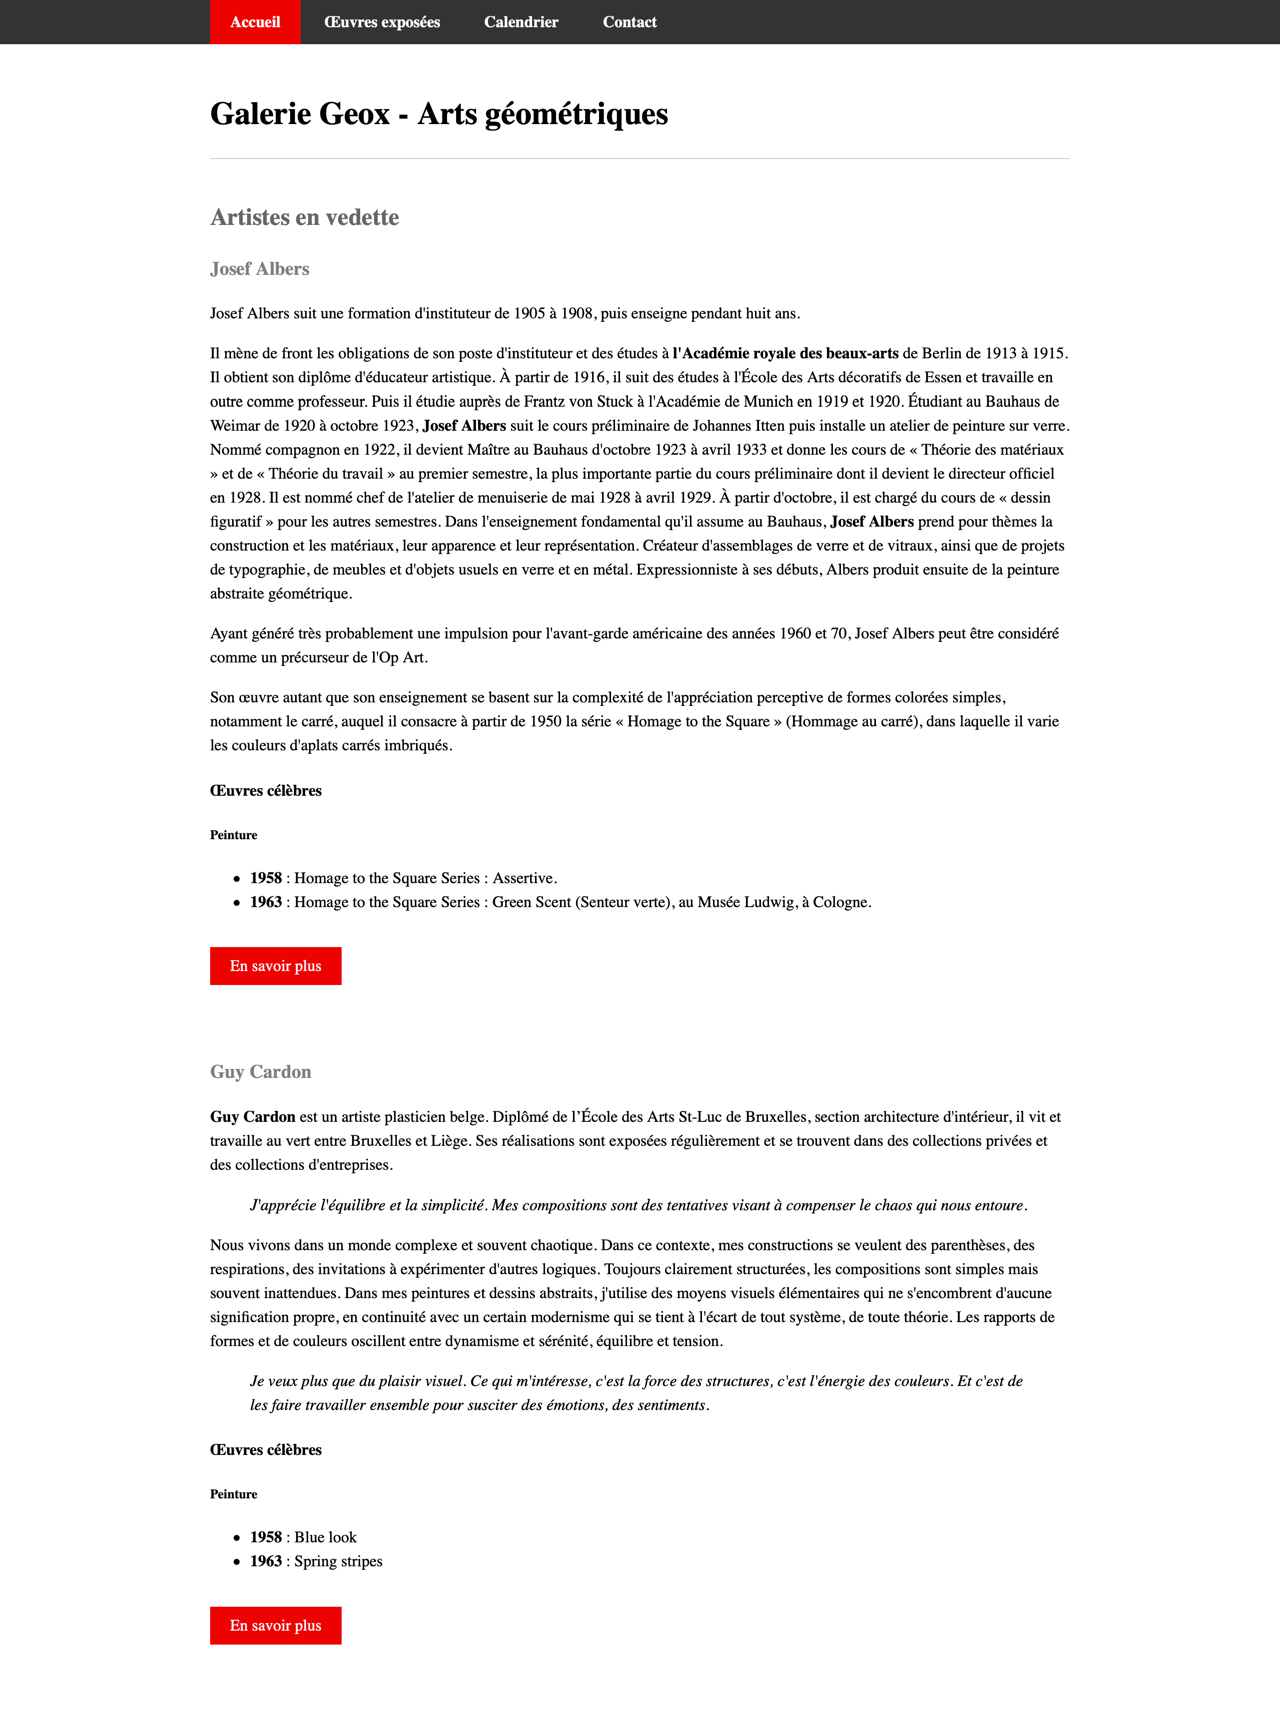 Accueil Œuvres exposées Calendrier Contact
Galerie Geox - Arts géométriques
Artistes en vedette
Josef Albers
Josef Albers suit une formation d'instituteur de 1905 à 1908, puis enseigne pendant huit ans.
Il mène de front les obligations de son poste d'instituteur et des études à l'Académie royale des beaux-arts de Berlin de 1913 à 1915.
Il obtient son diplôme d'éducateur artistique. À partir de 1916, il suit des études à l'École des Arts décoratifs de Essen et travaille en
outre comme professeur. Puis il étudie auprès de Frantz von Stuck à l'Académie de Munich en 1919 et 1920. Étudiant au Bauhaus de
Weimar de 1920 à octobre 1923, Josef Albers suit le cours préliminaire de Johannes Itten puis installe un atelier de peinture sur verre.
Nommé compagnon en 1922, il devient Maître au Bauhaus d'octobre 1923 à avril 1933 et donne les cours de « Théorie des matériaux
» et de « Théorie du travail » au premier semestre, la plus importante partie du cours préliminaire dont il devient le directeur officiel
en 1928. Il est nommé chef de l'atelier de menuiserie de mai 1928 à avril 1929. À partir d'octobre, il est chargé du cours de « dessin
figuratif » pour les autres semestres. Dans l'enseignement fondamental qu'il assume au Bauhaus, Josef Albers prend pour thèmes la
construction et les matériaux, leur apparence et leur représentation. Créateur d'assemblages de verre et de vitraux, ainsi que de projets
de typographie, de meubles et d'objets usuels en verre et en métal. Expressionniste à ses débuts, Albers produit ensuite de la peinture
abstraite géométrique.
Ayant généré très probablement une impulsion pour l'avant-garde américaine des années 1960 et 70, Josef Albers peut être considéré
comme un précurseur de l'Op Art.
Son œuvre autant que son enseignement se basent sur la complexité de l'appréciation perceptive de formes colorées simples,
notamment le carré, auquel il consacre à partir de 1950 la série « Homage to the Square » (Hommage au carré), dans laquelle il varie
les couleurs d'aplats carrés imbriqués.
Œuvres célèbres
Peinture
• 1958 : Homage to the Square Series : Assertive.
• 1963 : Homage to the Square Series : Green Scent (Senteur verte), au Musée Ludwig, à Cologne.
En savoir plus
Guy Cardon
Guy Cardon est un artiste plasticien belge. Diplômé de l’École des Arts St-Luc de Bruxelles, section architecture d'intérieur, il vit et
travaille au vert entre Bruxelles et Liège. Ses réalisations sont exposées régulièrement et se trouvent dans des collections privées et
des collections d'entreprises.
J'apprécie l'équilibre et la simplicité. Mes compositions sont des tentatives visant à compenser le chaos qui nous entoure.
Nous vivons dans un monde complexe et souvent chaotique. Dans ce contexte, mes constructions se veulent des parenthèses, des
respirations, des invitations à expérimenter d'autres logiques. Toujours clairement structurées, les compositions sont simples mais
souvent inattendues. Dans mes peintures et dessins abstraits, j'utilise des moyens visuels élémentaires qui ne s'encombrent d'aucune
signification propre, en continuité avec un certain modernisme qui se tient à l'écart de tout système, de toute théorie. Les rapports de
formes et de couleurs oscillent entre dynamisme et sérénité, équilibre et tension.
Je veux plus que du plaisir visuel. Ce qui m'intéresse, c'est la force des structures, c'est l'énergie des couleurs. Et c'est de
les faire travailler ensemble pour susciter des émotions, des sentiments.
Œuvres célèbres
Peinture
• 1958 : Blue look
• 1963 : Spring stripes
En savoir plus